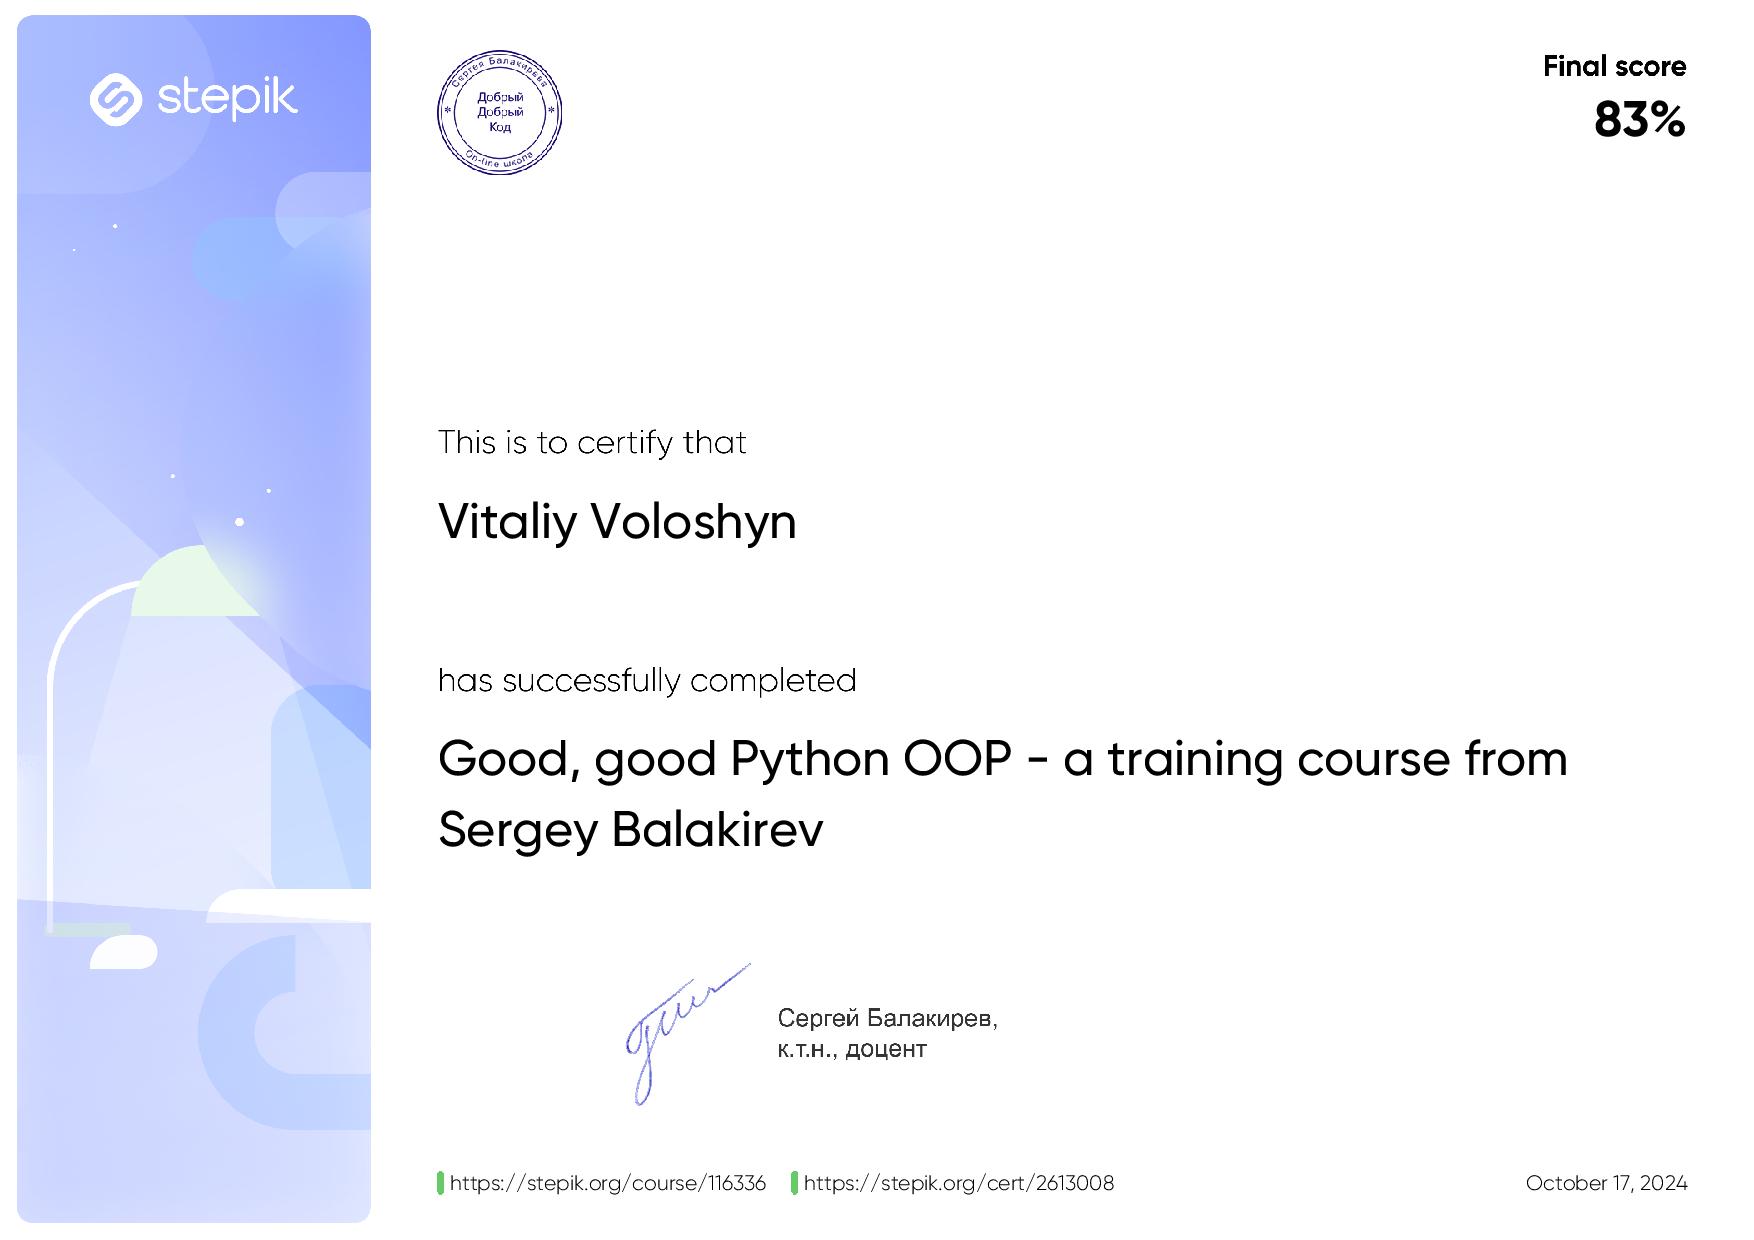 stepik
Сергея Балакирева
Добрый
Добрый
Код
On-line школа
Final score
83%
This is to certify that
Vitaliy Voloshyn
has successfully completed
Good, good Python OOP - a training course from
Sergey Balakirev
Сергей Балакирев,
к.т.н., доцент
https://stepik.org/course/116336
https://stepik.org/cert/2613008
October 17, 2024